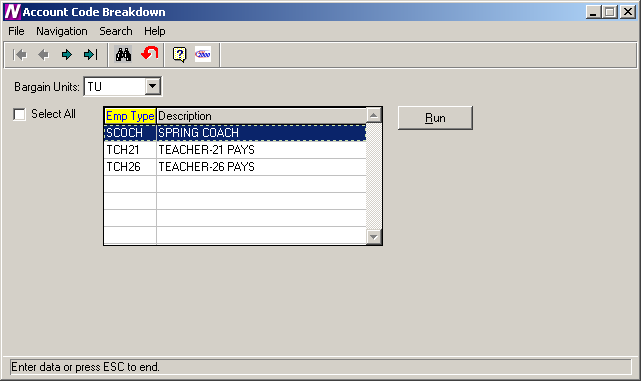 Account Code Breakdown
File Navigation Search Help
2000
Bargain Units: TU
Select All
Emp Type Description
SCOCH SPRING COACH
TCH21 TEACHER-21 PAYS
TCH26 TEACHER-26 PAYS
Run
Enter data or press ESC to end.